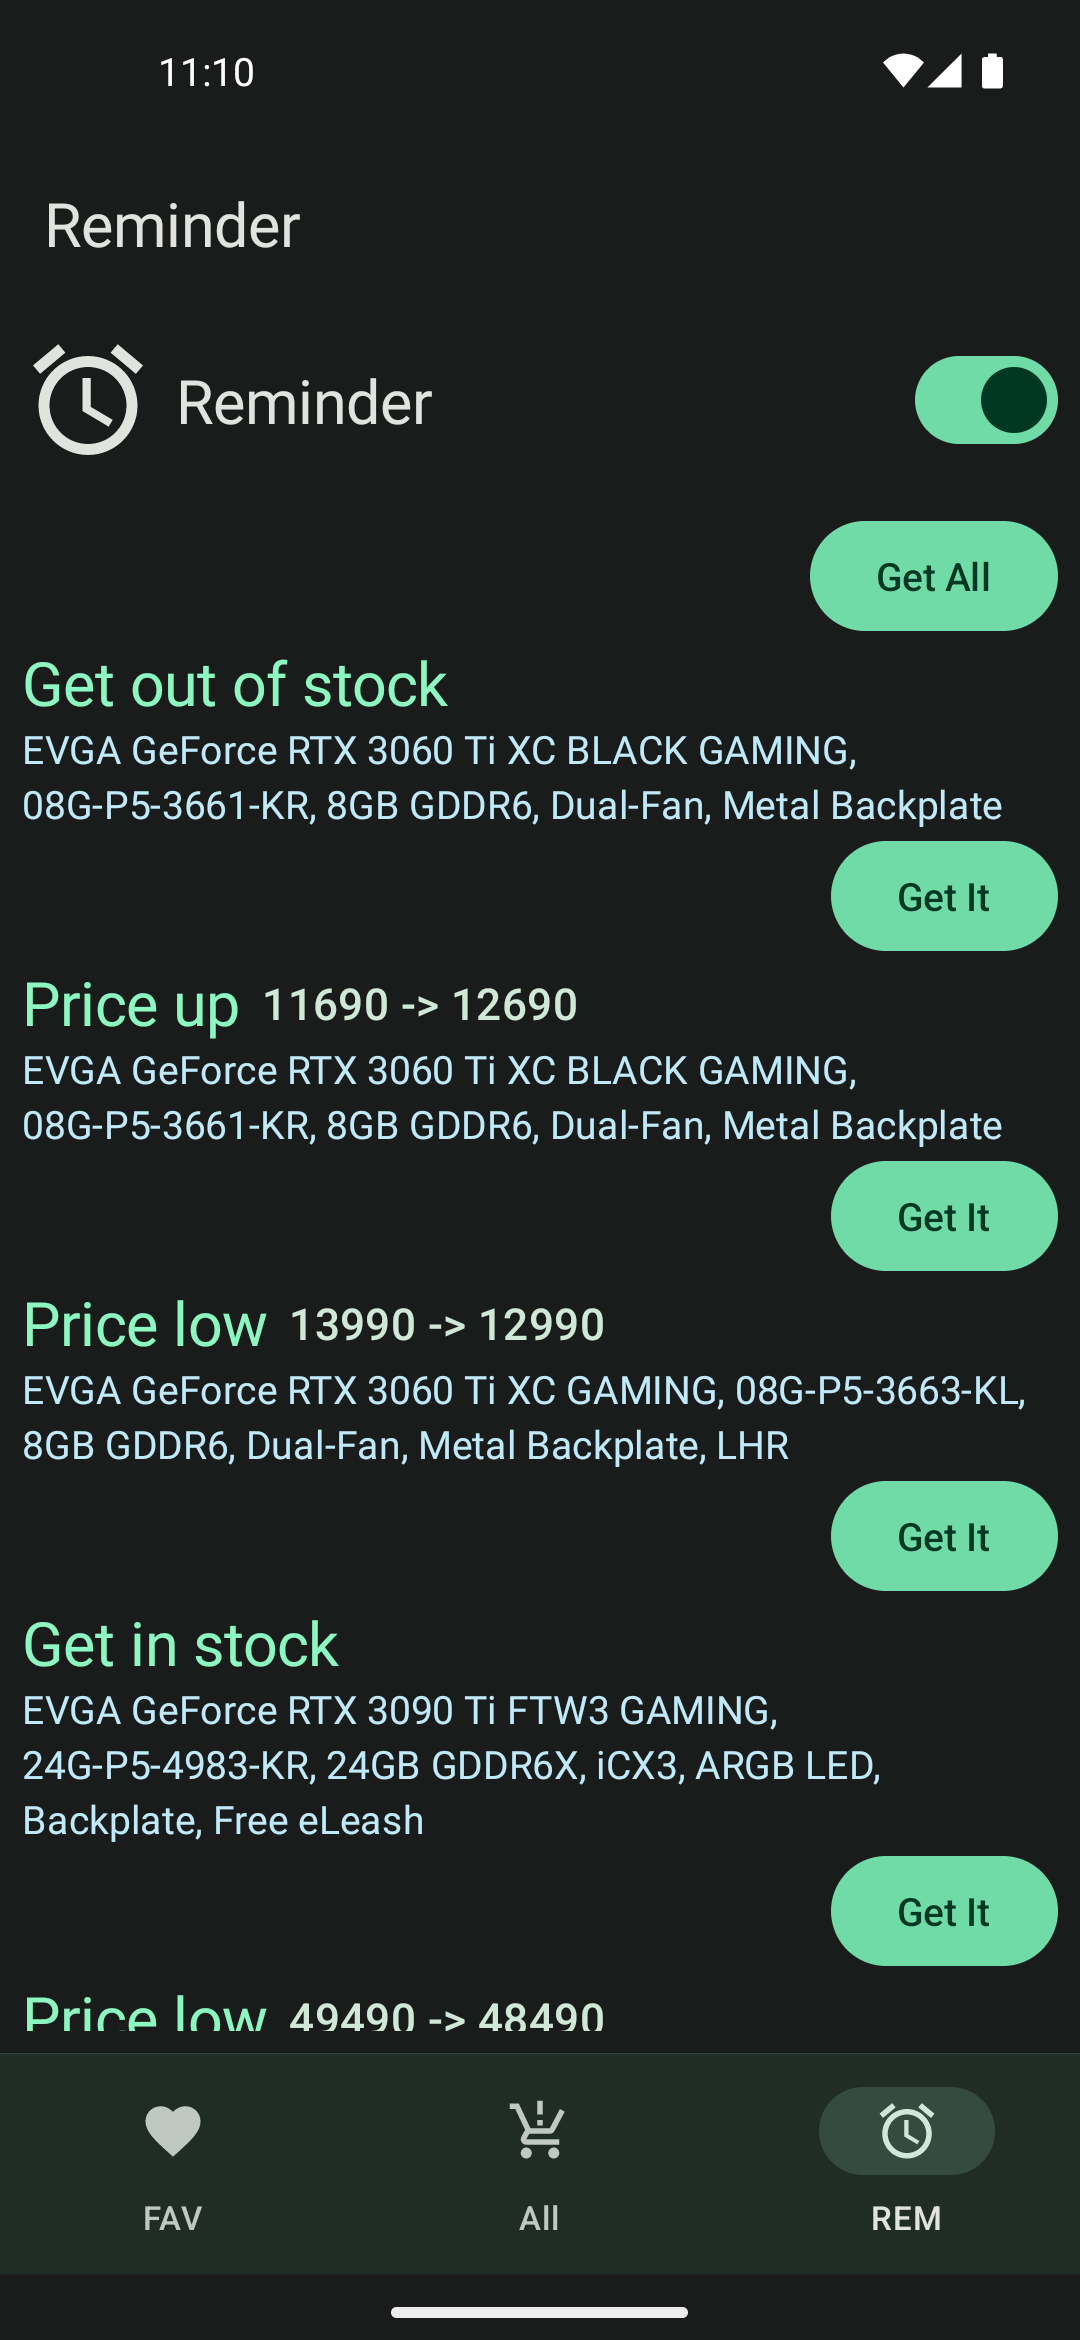 11:10
Reminder
Reminder
Get All
Get out of stock
EVGA GeForce RTX 3060 Ti XC BLACK GAMING,
08G-P5-3661-KR, 8GB GDDR6, Dual-Fan, Metal Backplate
Get It
Price up 11690 -> 12690
EVGA GeForce RTX 3060 Ti XC BLACK GAMING,
08G-P5-3661-KR, 8GB GDDR6, Dual-Fan, Metal Backplate
Get It
Price low 13990 -> 12990
EVGA GeForce RTX 3060 Ti XC GAMING, 08G-P5-3663-KL,
8GB GDDR6, Dual-Fan, Metal Backplate, LHR
Get It
Get in stock
EVGA GeForce RTX 3090 Ti FTW3 GAMING,
24G-P5-4983-KR, 24GB GDDR6X, iCX3, ARGB LED,
Backplate, Free eLeash
Get It
Price low 49490 -> 48490
FAV
All
REM